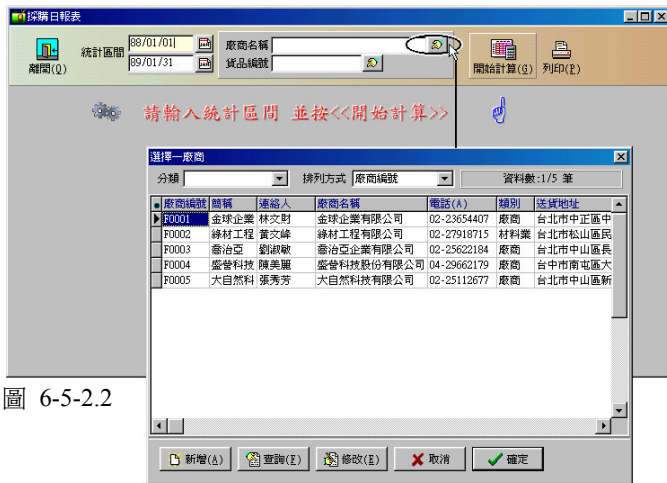 採購日報表
離開(Q)
統計區間
88/01/01
89/01/31
廠商名稱
貨品編號
開始計算(G)
列印(P)
請輸入統計區間 並按<<開始計算>>
選擇一廠商
分類 排列方式 廠商編號 資料數:1/5 筆
廠商編號 簡稱 連絡人 廠商名稱 電話(A) 類別 送貨地址
F0001 金球企業 林文財 金球企業有限公司 02-23654407 廠商 台北市中正區中
F0002 綠材工程 黃文峰 綠材工程有限公司 02-27918715 材料業 台北市松山區民
F0003 喬治亞 劉淑敏 喬治亞企業有限公司 02-25622184 廠商 台北市中山區長
F0004 盛譽科技 陳美麗 盛譽科技股份有限公司 04-29662179 廠商 台中市南屯區大
F0005 大自然科 張秀芳 大自然科技有限公司 02-25112677 廠商 台北市中山區新
新增(A) 查詢(F) 修改(E) 取消 確定
圖 6-5-2.2